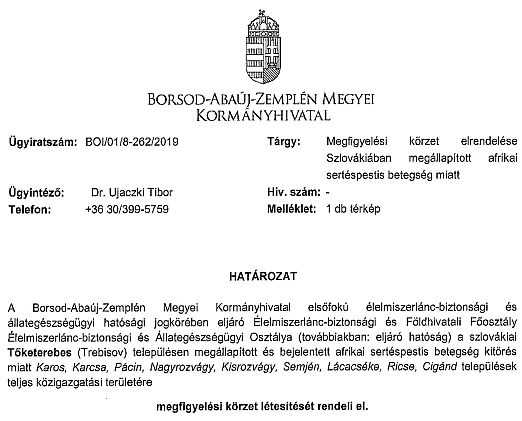 BORSOD-ABAÚJ-ZEMPLÉN MEGYEI
KORMÁNYHIVATAL
Ügyiratszám: BOI/01/8-262/2019
Tárgy: Megfigyelési körzet elrendelése
Szlovákiában megállapított afrikai
sertéspestis betegség miatt
Ügyintéző: Dr. Ujaczki Tibor
Hiv. szám: -
Telefon: +36 30/399-5759
Melléklet: 1 db térkép
HATÁROZAT
A Borsod-Abaúj-Zemplén Megyei Kormányhivatal elsőfokú élelmiszerlánc-biztonsági és
állategészségügyi hatósági jogkörében eljáró Élelmiszerlánc-biztonsági és Földhivatali Főosztály
Élelmiszerlánc-biztonsági és Állategészségügyi Osztálya (továbbiakban: eljáró hatóság) a szlovákiai
Tőketerebes (Trebisov) településen megállapított és bejelentett afrikai sertéspestis betegség kitörés
miatt Karos, Karcsa, Pácin, Nagyrozvágy, Kisrozvágy, Semjén, Lácacséke, Ricse, Cigánd települések
teljes közigazgatási területére
megfigyelési körzet létesítését rendeli el.